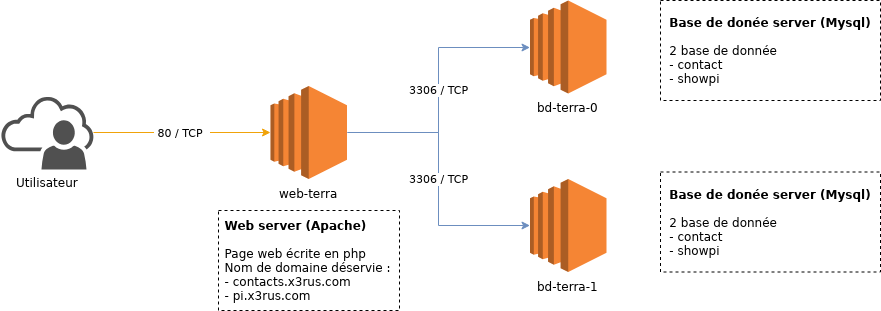 Utilisateur
80 / TCP
web-terra
Web server (Apache)
Page web écrite en php
Nom de domaine déservie :
- contacts.x3rus.com
- pi.x3rus.com
3306 / TCP
bd-terra-0
Base de donée server (Mysql)
2 base de donnée
- contact
- showpi
3306 / TCP
bd-terra-1
Base de donée server (Mysql)
2 base de donnée
- contact
- showpi